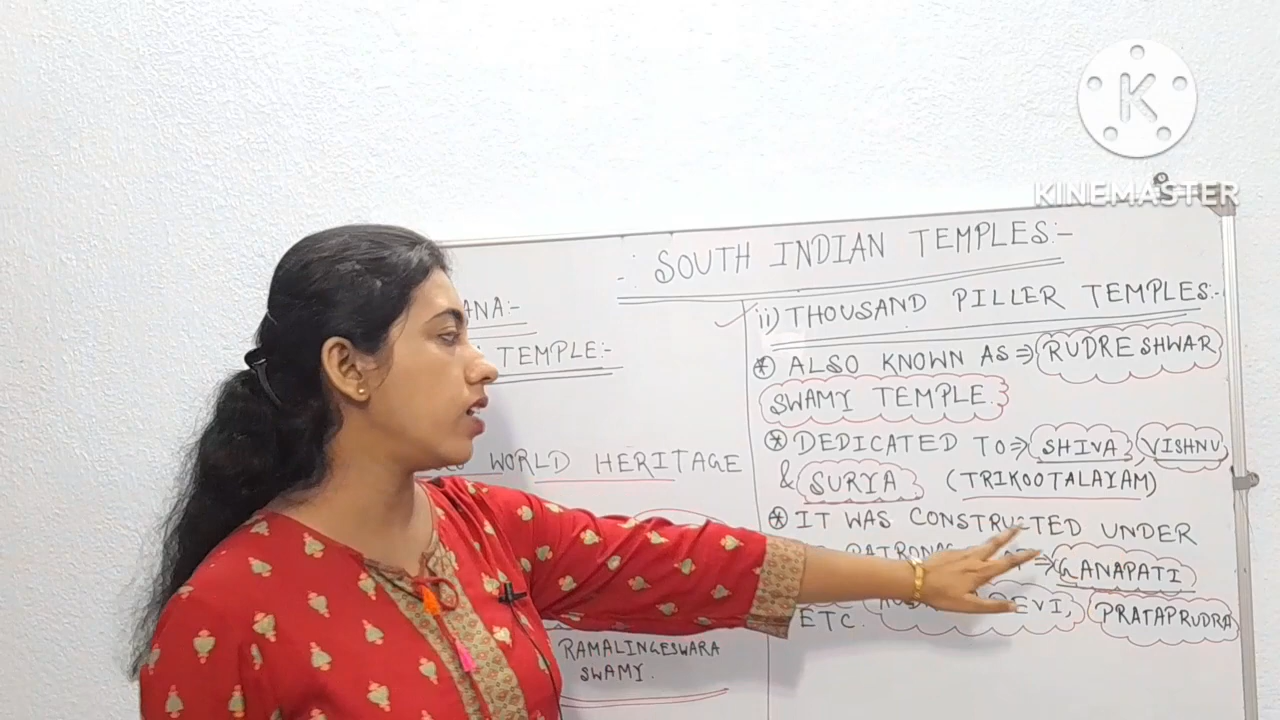 K
KINEMASTER
-: SOUTH INDIAN TEMPLES:-
ANA:-
TEMPLE:-
WORLD HERITAGE
RAMALINGESWARA
SWAMY.
ii) THOUSAND PILLER TEMPLES:-
* ALSO KNOWN AS ⇒ RUDRESHWAR
SWAMY TEMPLE.
* DEDICATED TO ⇒ SHIVA, VISHNU
& SURYA (TRIKOOTALAYAM)
* IT WAS CONSTRUCTED UNDER
⇒ GANAPATI
ETC. DEVI, PRATAPRUDRA